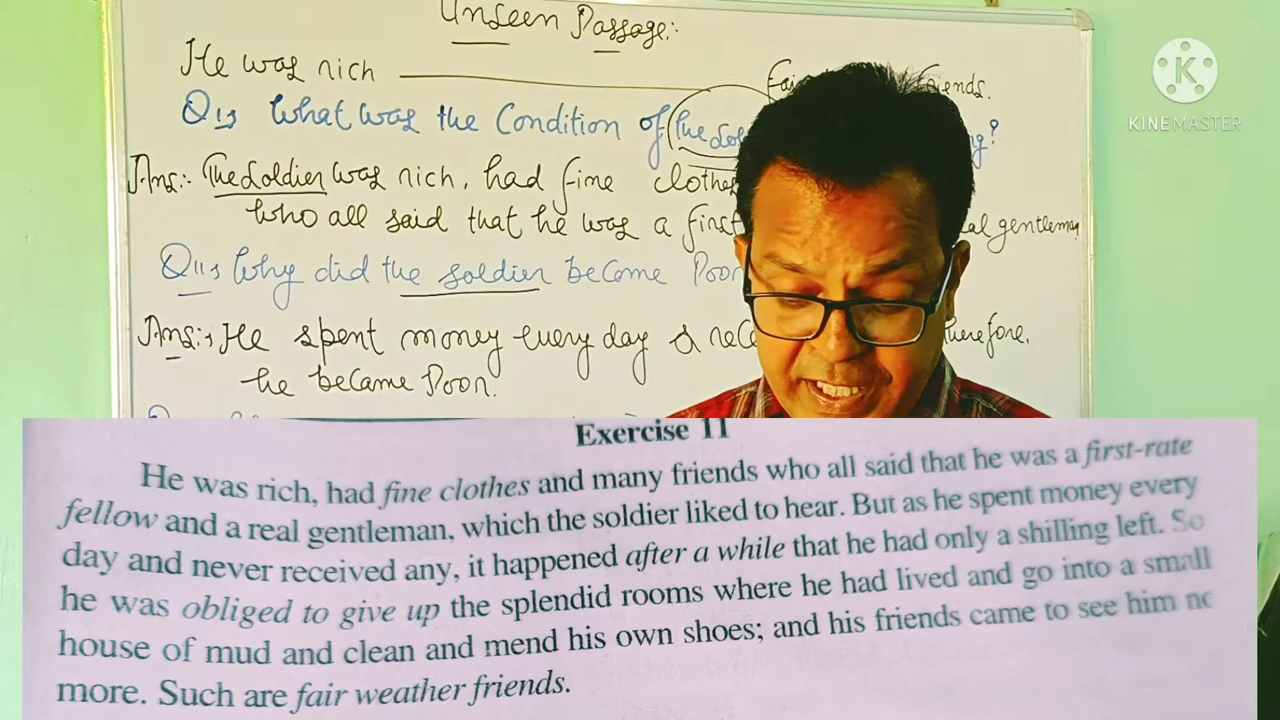 Unseen Passage:-
He was rich ———— friends.
Q1, What was the Condition of the
Ans:- The Soldier was rich, had fine clothes
who all said that he was a first gentleman
Q11, Why did the soldier become Poor
Ans:, He spent money every day & therefore,
he became Poor.
Exercise 11
He was rich, had fine clothes and many friends who all said that he was a first-rate
fellow and a real gentleman, which the soldier liked to hear. But as he spent money every
day and never received any, it happened after a while that he had only a shilling left. So
he was obliged to give up the splendid rooms where he had lived and go into a small
house of mud and clean and mend his own shoes; and his friends came to see him no
more. Such are fair weather friends.
KINEMASTER